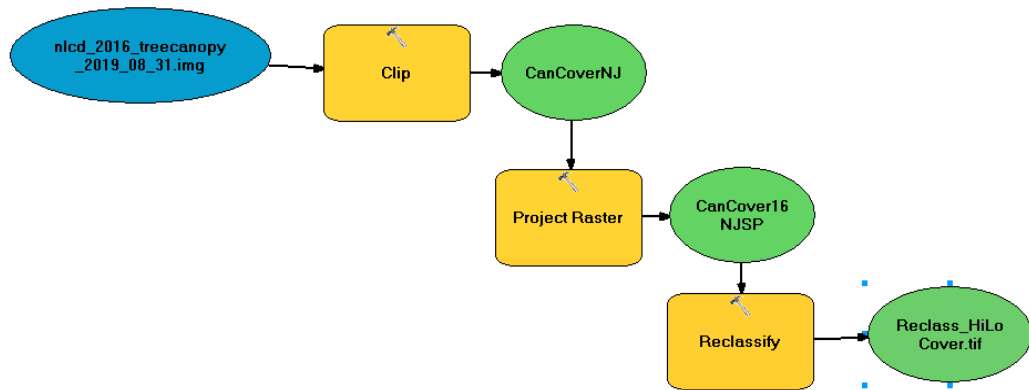 nlcd_2016_treecanopy
_2019_08_31.img
Clip
CanCoverNJ
Project Raster
CanCover16
NJSP
Reclassify
Reclass_HiLo
Cover.tif